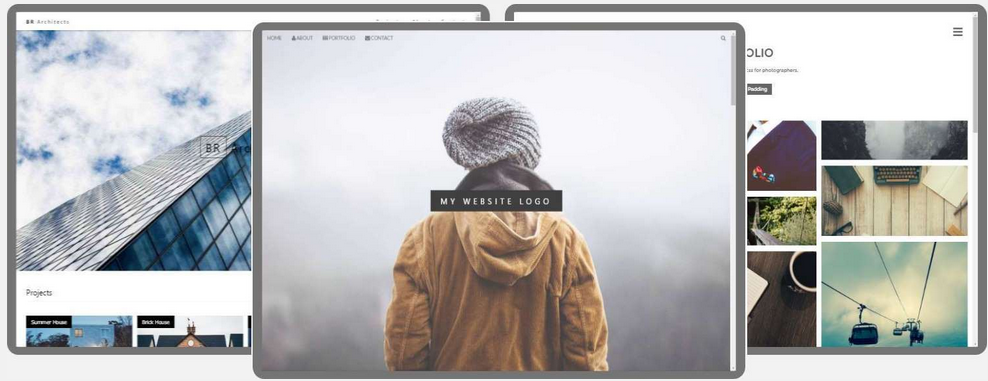 BR Architects
BR Arc
Projects
Summer House
Brick House
HOME ABOUT PORTFOLIO CONTACT
MY WEBSITE LOGO
OLIO
ss for photographers.
Padding